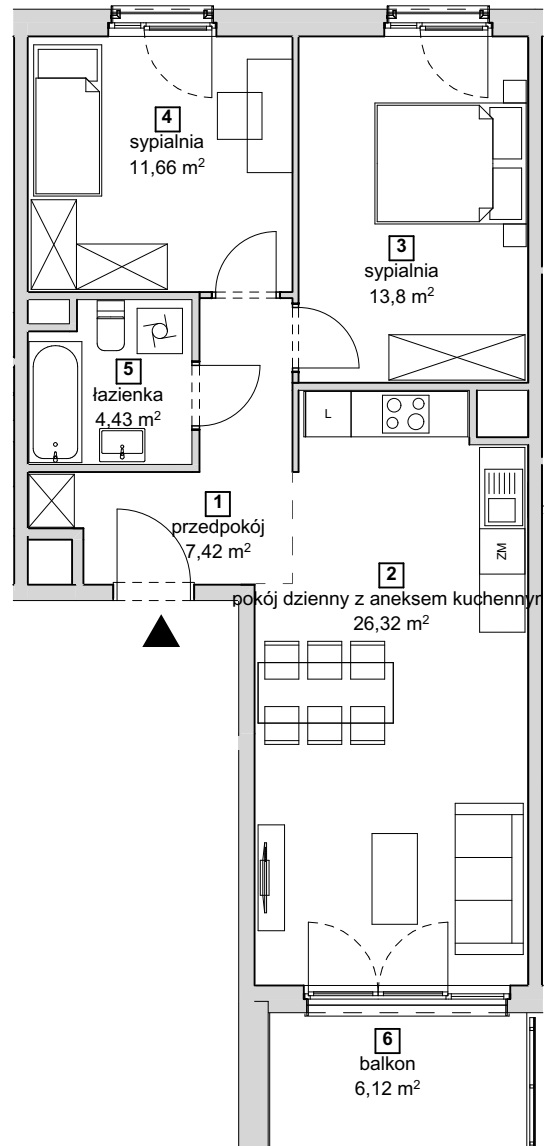 4
sypialnia
11,66 m²
3
sypialnia
13,8 m²
5
łazienka
4,43 m²
L
1
przedpokój
7,42 m²
ZM
2
pokój dzienny z aneksem kuchennym
26,32 m²
6
balkon
6,12 m²